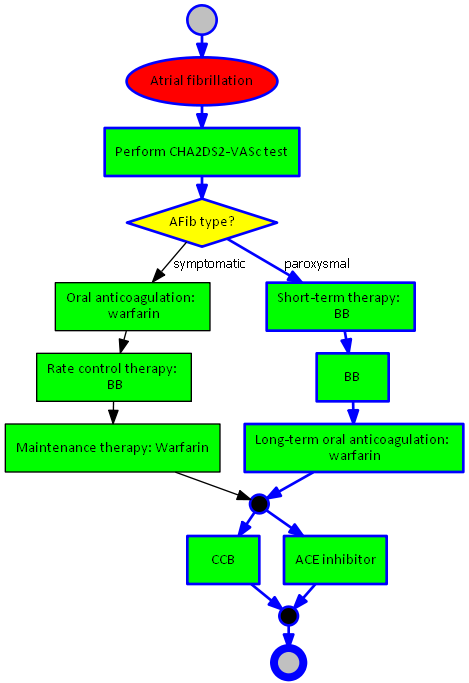 Atrial fibrillation
Perform CHA2DS2-VASc test
AFib type?
symptomatic
paroxysmal
Oral anticoagulation:
warfarin
Short-term therapy:
BB
Rate control therapy:
BB
BB
Maintenance therapy: Warfarin
Long-term oral anticoagulation:
warfarin
CCB
ACE inhibitor